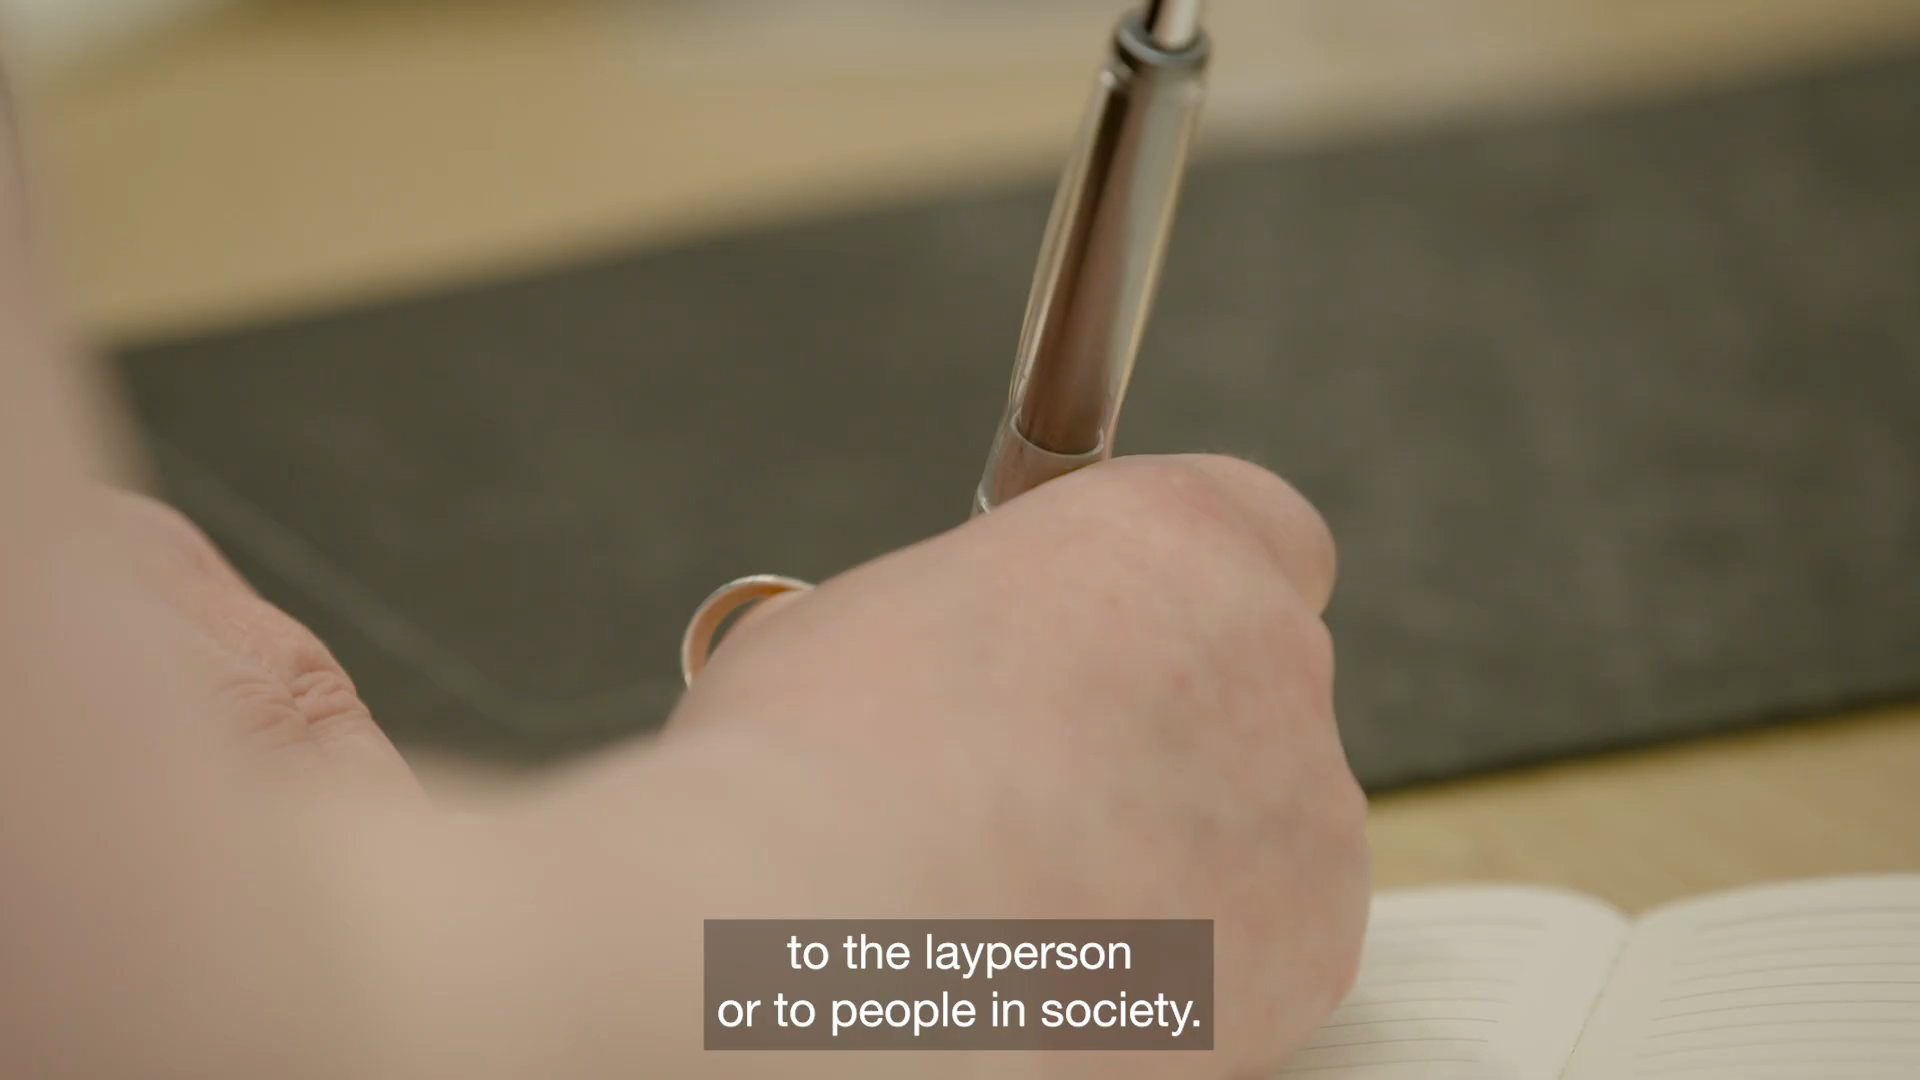 to the layperson
or to people in society.